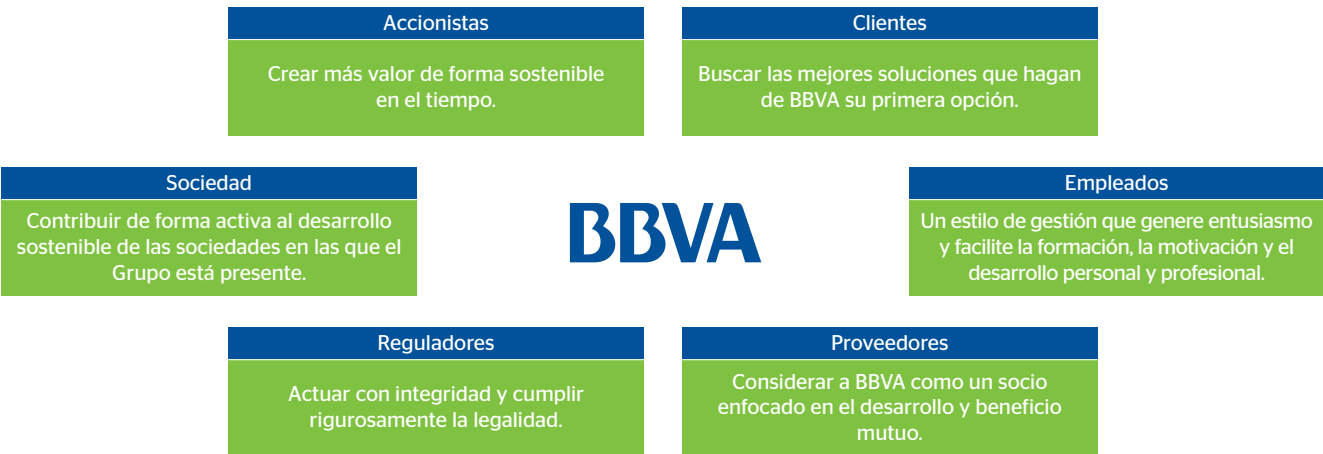 Accionistas
Crear más valor de forma sostenible
en el tiempo.
Clientes
Buscar las mejores soluciones que hagan
de BBVA su primera opción.
Sociedad
Contribuir de forma activa al desarrollo
sostenible de las sociedades en las que el
Grupo está presente.
BBVA
Empleados
Un estilo de gestión que genere entusiasmo
y facilite la formación, la motivación y el
desarrollo personal y profesional.
Reguladores
Actuar con integridad y cumplir
rigurosamente la legalidad.
Proveedores
Considerar a BBVA como un socio
enfocado en el desarrollo y beneficio
mutuo.